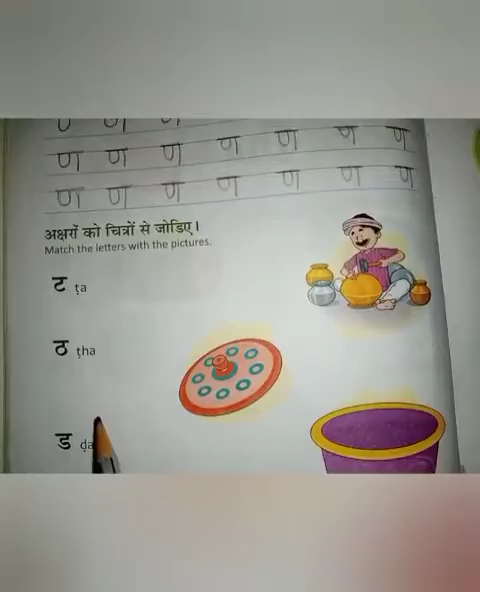 ण ण ण
ण ण ण ण ण ण ण
ण ण ण ण ण ण ण
अक्षरों को चित्रों से जोडिए।
Match the letters with the pictures.
ट ṭa
ठ ṭha
ड ḍa